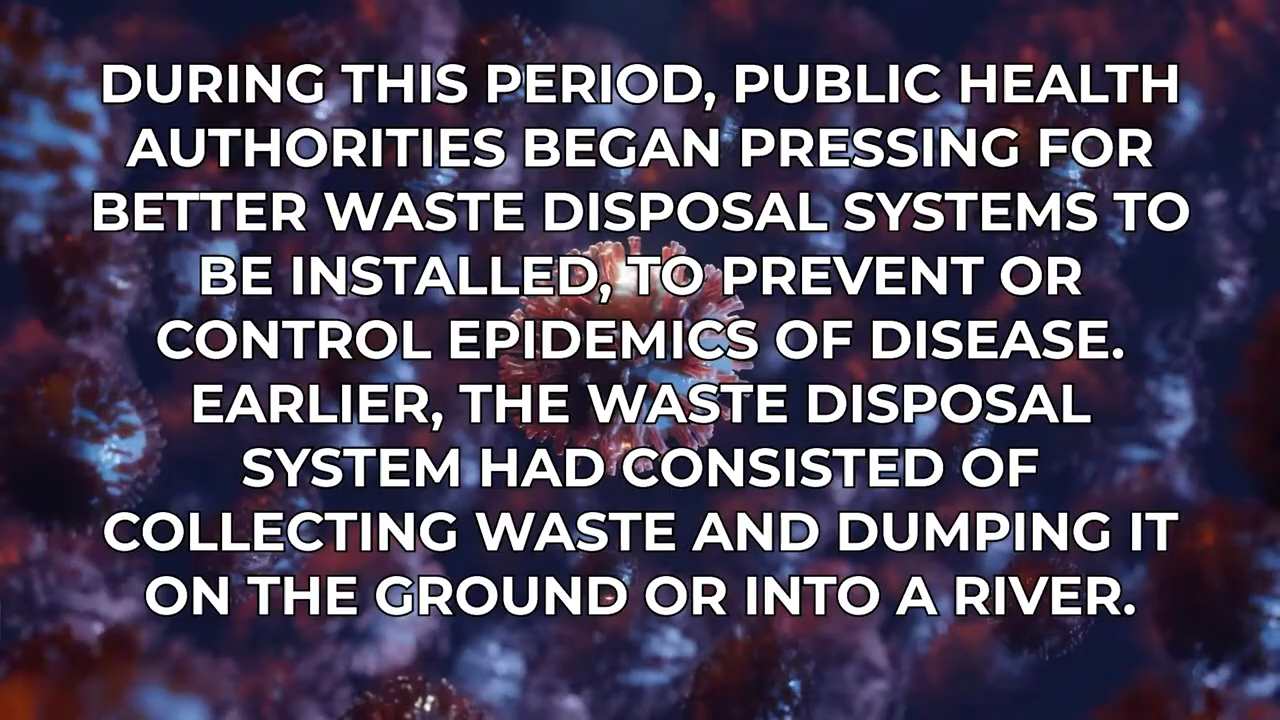 DURING THIS PERIOD, PUBLIC HEALTH
AUTHORITIES BEGAN PRESSING FOR
BETTER WASTE DISPOSAL SYSTEMS TO
BE INSTALLED, TO PREVENT OR
CONTROL EPIDEMICS OF DISEASE.
EARLIER, THE WASTE DISPOSAL
SYSTEM HAD CONSISTED OF
COLLECTING WASTE AND DUMPING IT
ON THE GROUND OR INTO A RIVER.